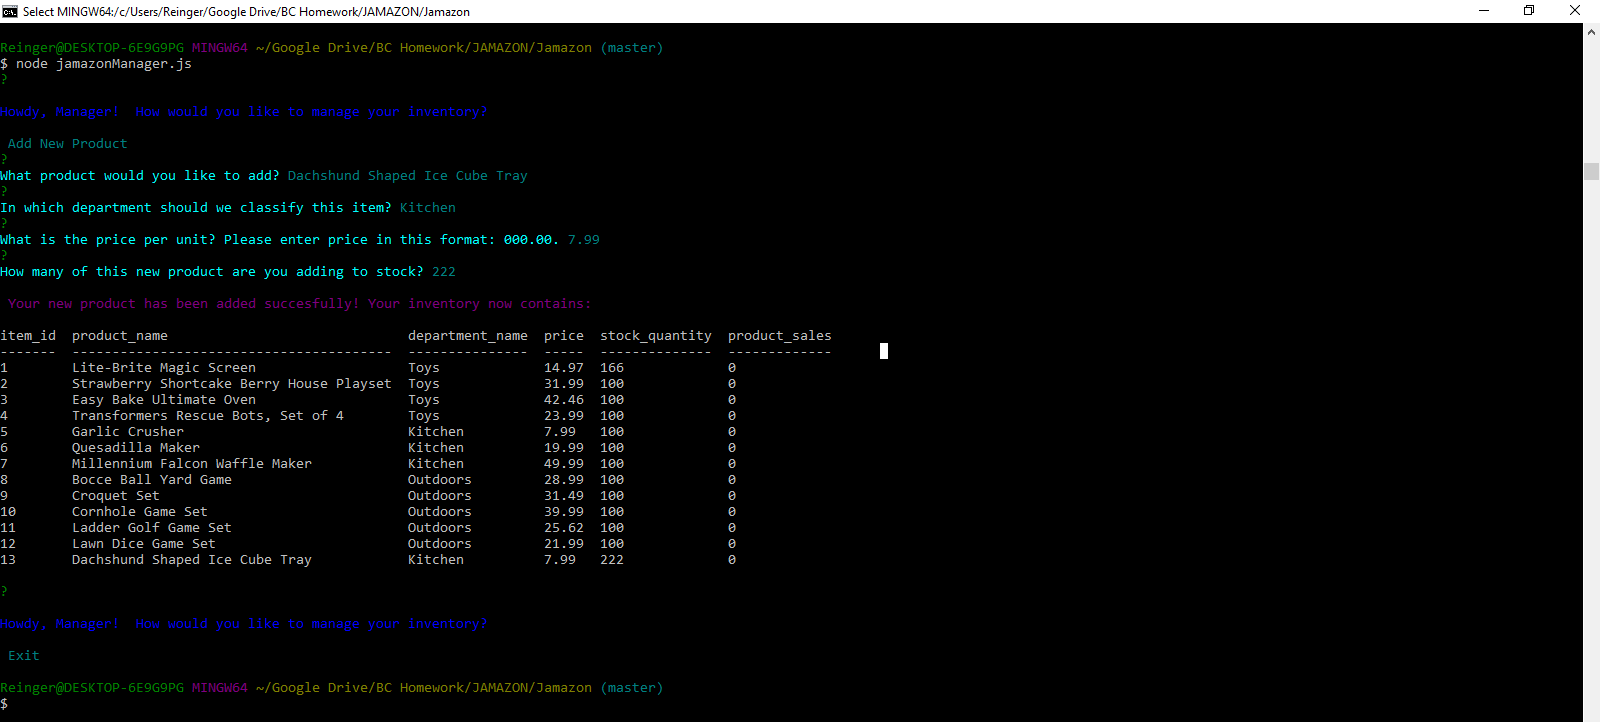 Select MINGW64:/c/Users/Reinger/Google Drive/BC Homework/JAMAZON/Jamazon
Reinger@DESKTOP-6E9G9PG MINGW64 ~/Google Drive/BC Homework/JAMAZON/Jamazon (master)
$ node jamazonManager.js
?
Howdy, Manager!  How would you like to manage your inventory?
Add New Product
?
What product would you like to add? Dachshund Shaped Ice Cube Tray
?
In which department should we classify this item? Kitchen
?
What is the price per unit? Please enter price in this format: 000.00. 7.99
?
How many of this new product are you adding to stock? 222
Your new product has been added succesfully! Your inventory now contains:
item_id  product_name                              department_name  price  stock_quantity  product_sales
-------  ----------------------------------------  ---------------  -----  --------------  -------------
1        Lite-Brite Magic Screen                   Toys             14.97  166             0
2        Strawberry Shortcake Berry House Playset  Toys             31.99  100             0
3        Easy Bake Ultimate Oven                   Toys             42.46  100             0
4        Transformers Rescue Bots, Set of 4        Toys             23.99  100             0
5        Garlic Crusher                            Kitchen          7.99   100             0
6        Quesadilla Maker                          Kitchen          19.99  100             0
7        Millennium Falcon Waffle Maker            Kitchen          49.99  100             0
8        Bocce Ball Yard Game                      Outdoors         28.99  100             0
9        Croquet Set                               Outdoors         31.49  100             0
10       Cornhole Game Set                         Outdoors         39.99  100             0
11       Ladder Golf Game Set                      Outdoors         25.62  100             0
12       Lawn Dice Game Set                        Outdoors         21.99  100             0
13       Dachshund Shaped Ice Cube Tray            Kitchen          7.99   222             0
?
Howdy, Manager!  How would you like to manage your inventory?
Exit
Reinger@DESKTOP-6E9G9PG MINGW64 ~/Google Drive/BC Homework/JAMAZON/Jamazon (master)
$